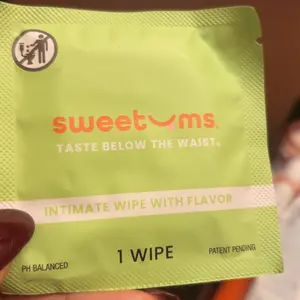 sweetums
TASTE BELOW THE WAIST
INTIMATE WIPE WITH FLAVOR
PH BALANCED
1 WIPE
PATENT PENDING